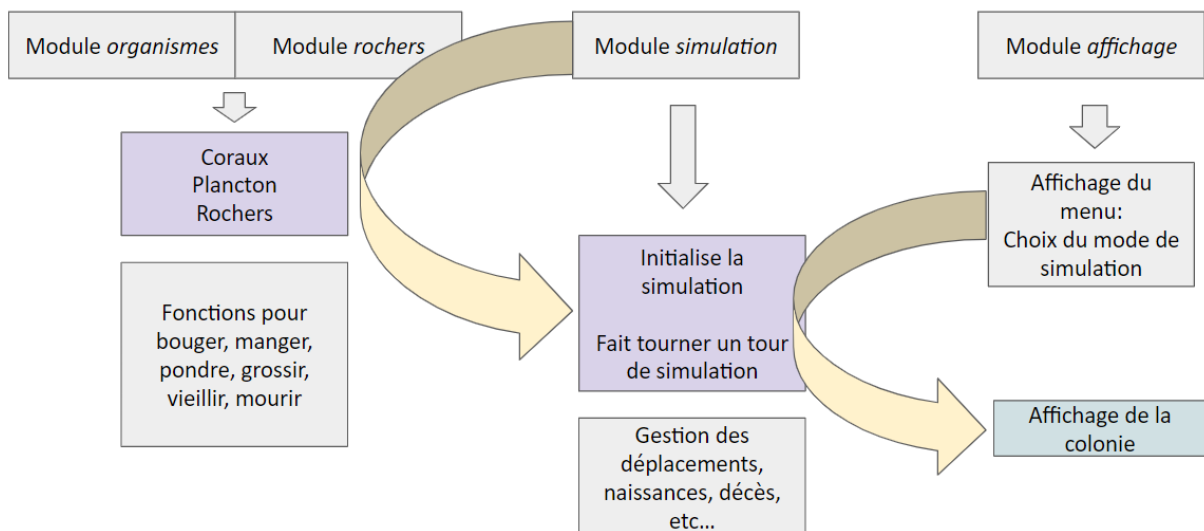 Module organismes
Module rochers
Module simulation
Module affichage
Coraux
Plancton
Rochers
Fonctions pour
bouger, manger,
pondre, grossir,
vieillir, mourir
Initialise la
simulation
Fait tourner un tour
de simulation
Gestion des
déplacements,
naissances, décès,
etc...
Affichage du
menu:
Choix du mode de
simulation
Affichage de la
colonie